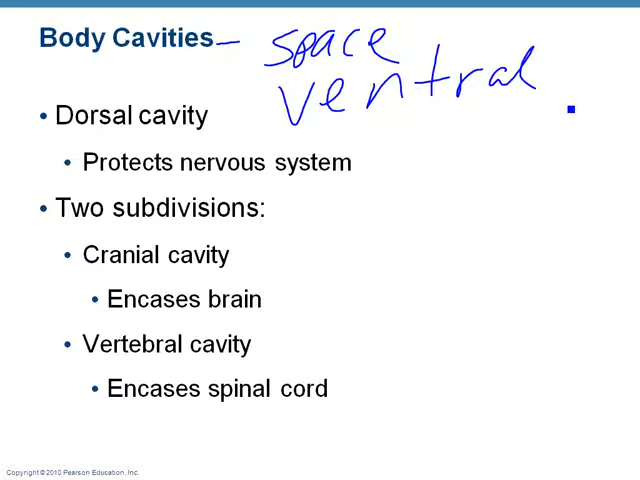 Body Cavities – space
ventral
• Dorsal cavity
• Protects nervous system
• Two subdivisions:
• Cranial cavity
• Encases brain
• Vertebral cavity
• Encases spinal cord
Copyright © 2010 Pearson Education, Inc.